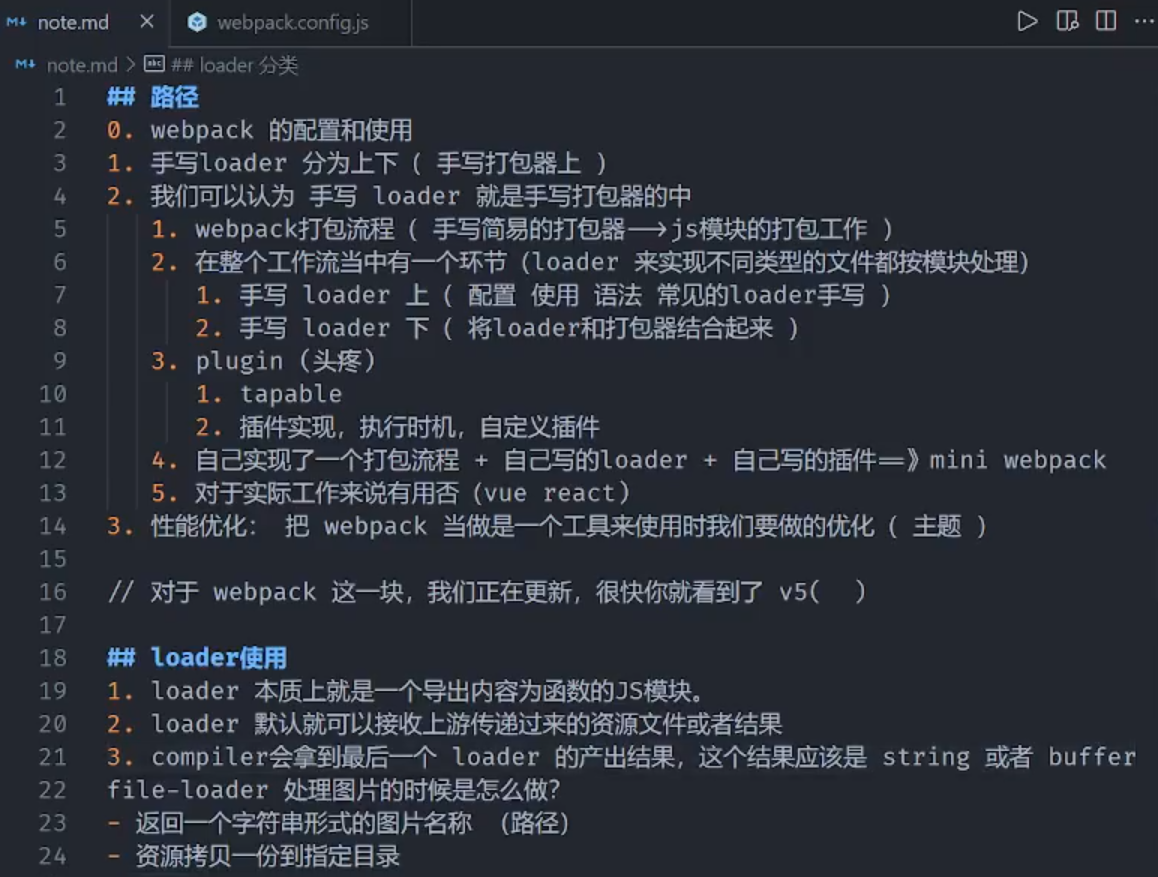 note.md webpack.config.js
note.md > ## loader 分类
1 ## 路径
2 0. webpack 的配置和使用
3 1. 手写loader 分为上下 ( 手写打包器上 )
4 2. 我们可以认为 手写 loader 就是手写打包器的中
5 1. webpack打包流程 ( 手写简易的打包器-->js模块的打包工作 )
6 2. 在整个工作流当中有一个环节 (loader 来实现不同类型的文件都按模块处理)
7 1. 手写 loader 上 ( 配置 使用 语法 常见的loader手写 )
8 2. 手写 loader 下 ( 将loader和打包器结合起来 )
9 3. plugin (头疼)
10 1. tapable
11 2. 插件实现，执行时机，自定义插件
12 4. 自己实现了一个打包流程 + 自己写的loader + 自己写的插件==》mini webpack
13 5. 对于实际工作来说有用否 (vue react)
14 3. 性能优化： 把 webpack 当做是一个工具来使用时我们要做的优化 ( 主题 )
15
16 // 对于 webpack 这一块，我们正在更新，很快你就看到了 v5( )
17
18 ## loader使用
19 1. loader 本质上就是一个导出内容为函数的JS模块。
20 2. loader 默认就可以接收上游传递过来的资源文件或者结果
21 3. compiler会拿到最后一个 loader 的产出结果，这个结果应该是 string 或者 buffer
22 file-loader 处理图片的时候是怎么做?
23 - 返回一个字符串形式的图片名称 （路径）
24 - 资源拷贝一份到指定目录